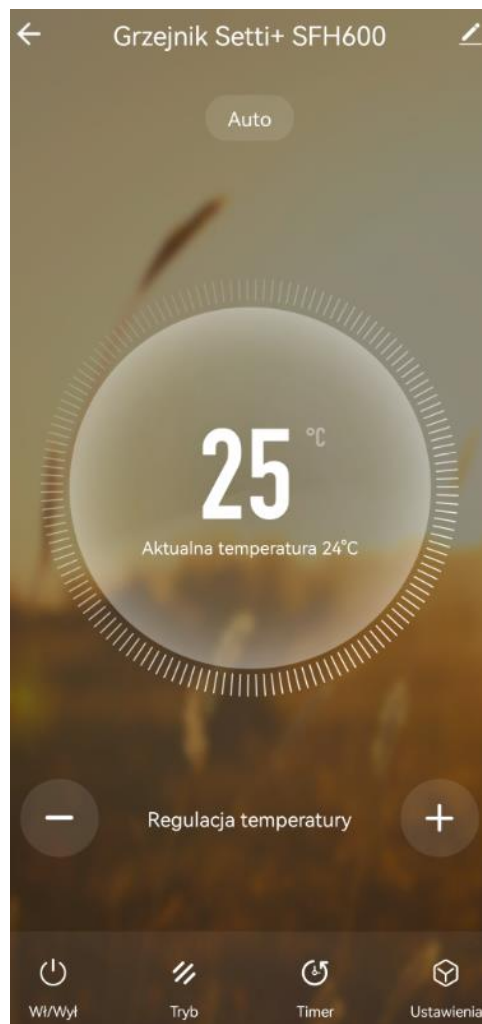 Grzejnik Setti+ SFH600
Auto
25 °C
Aktualna temperatura 24°C
Regulacja temperatury
Wł/Wył
Tryb
Timer
Ustawienia